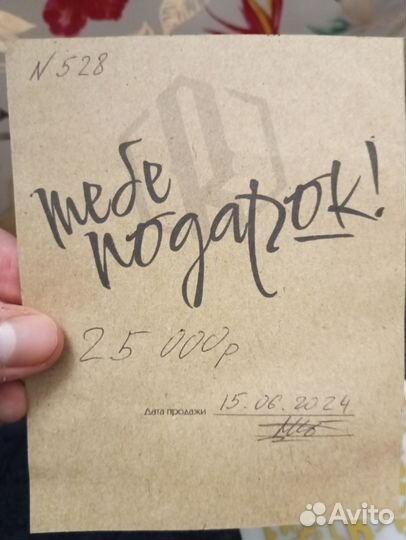 N 528
тебе
подарок!
25 000р
Дата продажи 15.06.2024
Avito